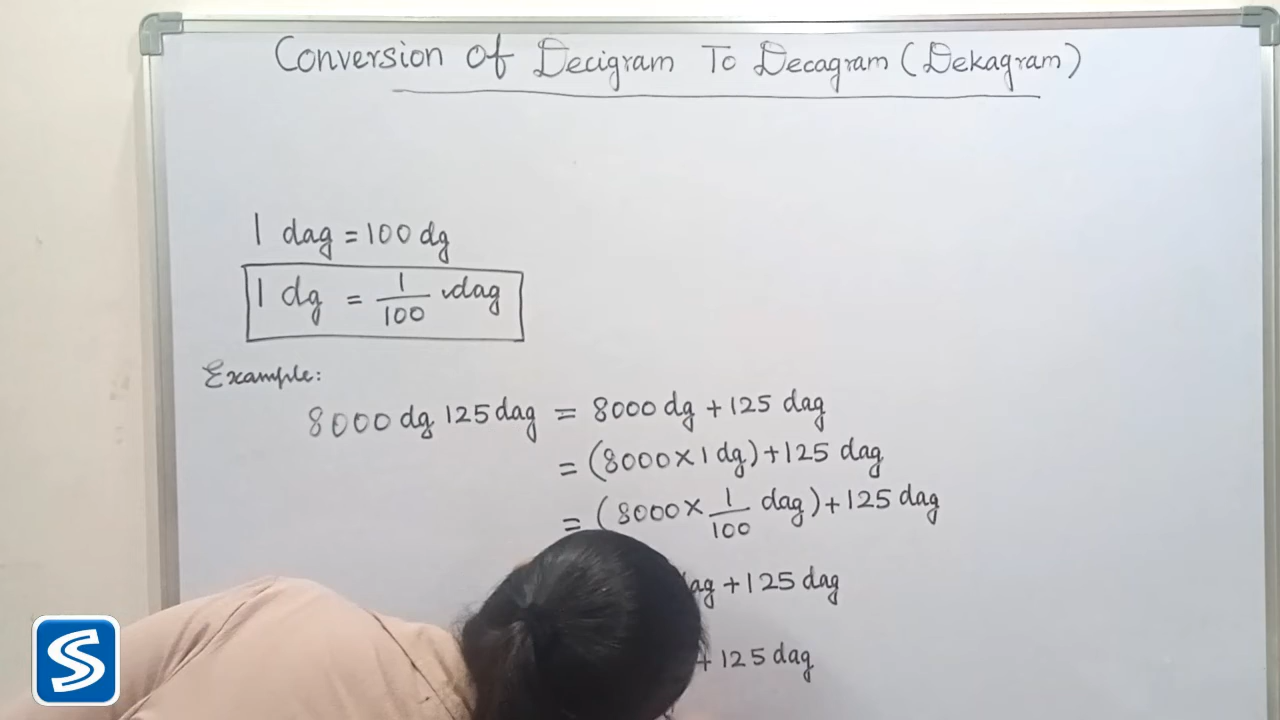 Conversion of Decigram To Decagram (Dekagram)
1 dag = 100 dg
1 dg = 1/100 dag
Example:
8000 dg 125 dag = 8000 dg + 125 dag
= (8000 × 1 dg) + 125 dag
= (8000 × 1/100 dag) + 125 dag
+ 125 dag
+ 125 dag
S